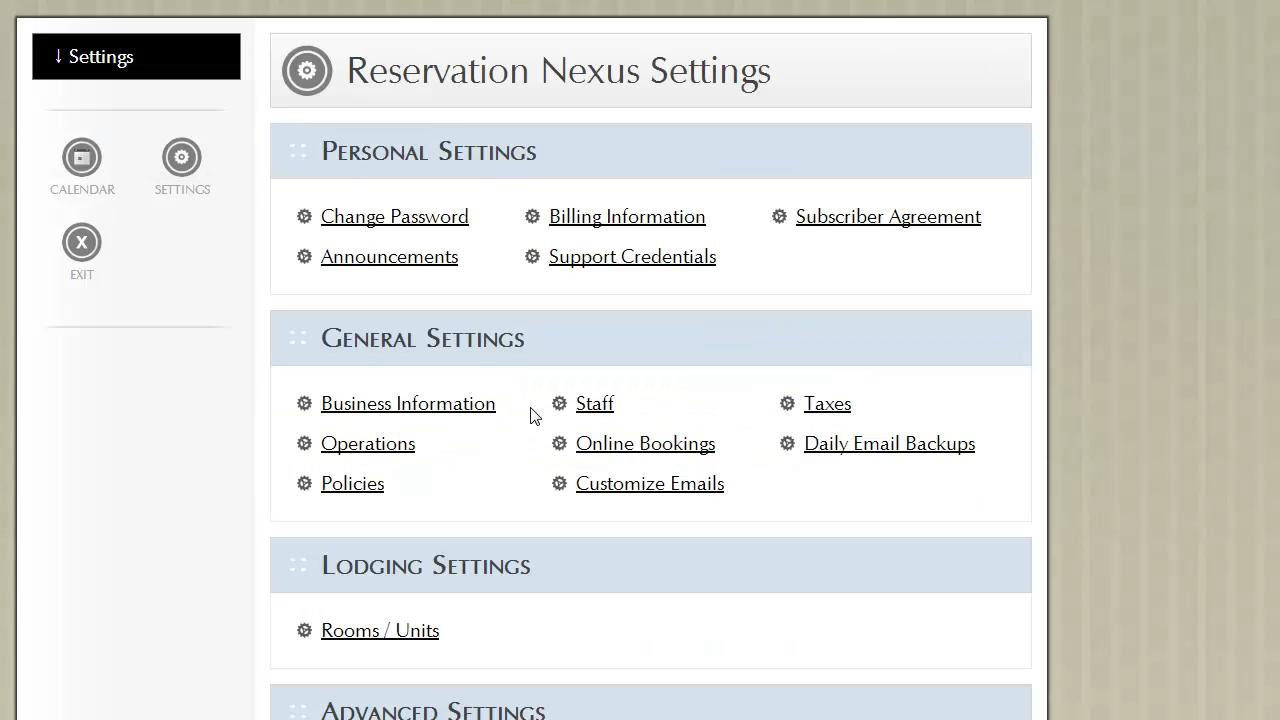 ↓ Settings
CALENDAR
SETTINGS
X
EXIT
Reservation Nexus Settings
Personal Settings
Change Password
Billing Information
Subscriber Agreement
Announcements
Support Credentials
General Settings
Business Information
Staff
Taxes
Operations
Online Bookings
Daily Email Backups
Policies
Customize Emails
Lodging Settings
Rooms / Units
Advanced Settings